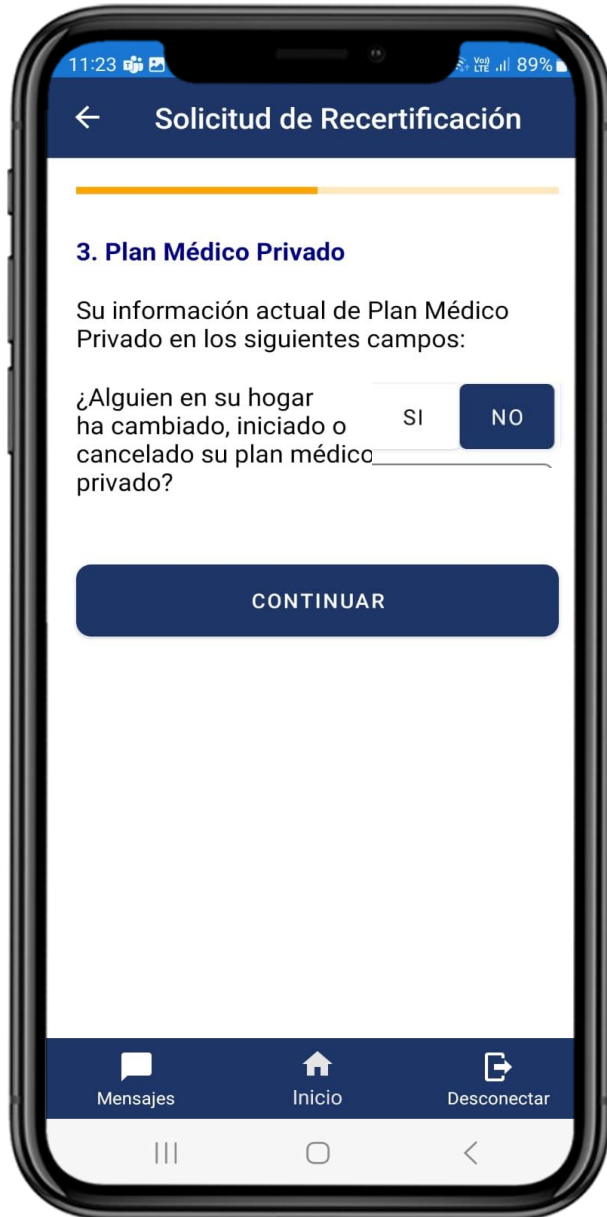 11:23
Vo))
LTE
89%
Solicitud de Recertificación
3. Plan Médico Privado
Su información actual de Plan Médico
Privado en los siguientes campos:
¿Alguien en su hogar
ha cambiado, iniciado o
cancelado su plan médico
privado?
SI
NO
CONTINUAR
Mensajes
Inicio
Desconectar